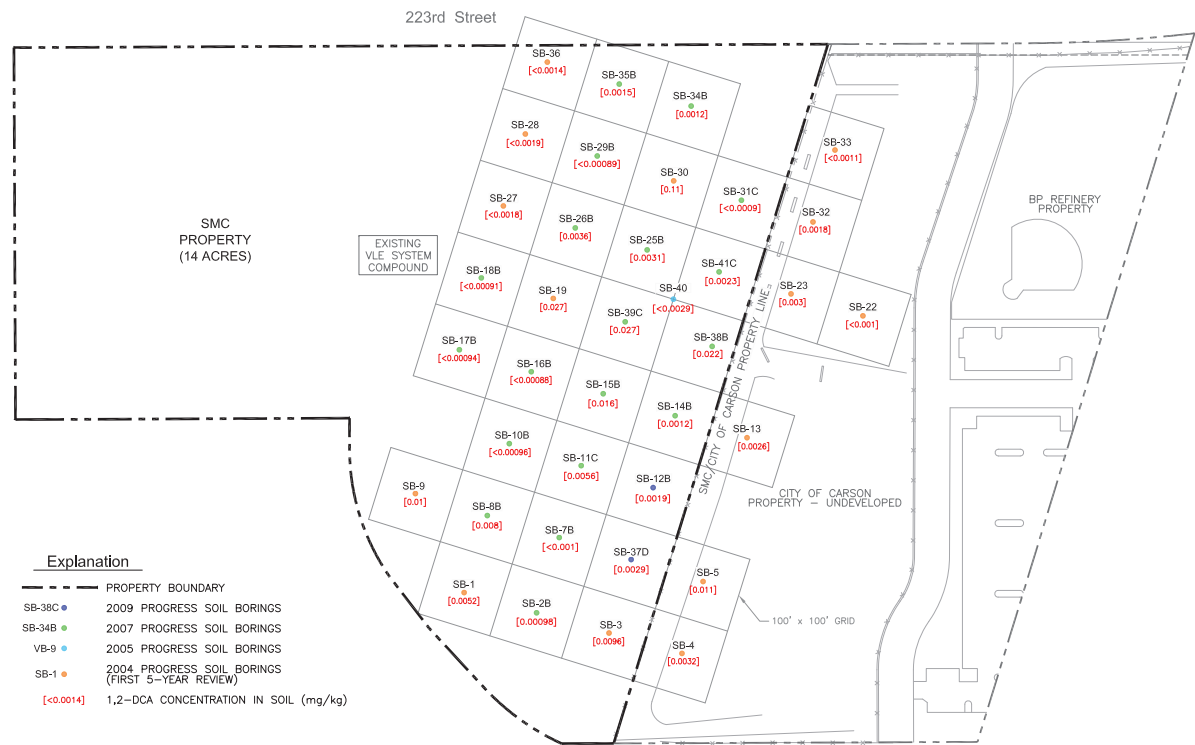 223rd Street
SB-36
[<0.0014]
SB-35B
[0.0015]
SB-34B
[0.0012]
SB-28
[<0.0019]
SB-29B
[<0.00089]
SB-30
[0.11]
SB-33
[<0.0011]
SB-27
[<0.0018]
SB-26B
[0.0036]
SB-25B
[0.0031]
SB-31C
[<0.0009]
SB-32
[0.0018]
BP REFINERY
PROPERTY
SMC
PROPERTY
(14 ACRES)
EXISTING
VLE SYSTEM
COMPOUND
SB-18B
[<0.00091]
SB-19
[0.027]
SB-39C
[0.027]
SB-40
[<0.0029]
SB-41C
[0.0023]
SB-23
[0.003]
SB-22
[<0.001]
SB-17B
[<0.00094]
SB-16B
[<0.00088]
SB-15B
[0.016]
SB-14B
[0.0012]
SB-38B
[0.022]
SMC/CITY OF CARSON PROPERTY LINE
SB-13
[0.0026]
SB-10B
[<0.00096]
SB-11C
[0.0056]
SB-12B
[0.0019]
CITY OF CARSON
PROPERTY - UNDEVELOPED
SB-9
[0.01]
SB-8B
[0.008]
SB-7B
[<0.001]
SB-37D
[0.0029]
SB-5
[0.011]
SB-1
[0.0052]
SB-2B
[0.00098]
SB-3
[0.0096]
SB-4
[0.0032]
100' x 100' GRID
Explanation
PROPERTY BOUNDARY
SB-38C 2009 PROGRESS SOIL BORINGS
SB-34B 2007 PROGRESS SOIL BORINGS
VB-9 2005 PROGRESS SOIL BORINGS
SB-1 2004 PROGRESS SOIL BORINGS
(FIRST 5-YEAR REVIEW)
[<0.0014] 1,2-DCA CONCENTRATION IN SOIL (mg/kg)